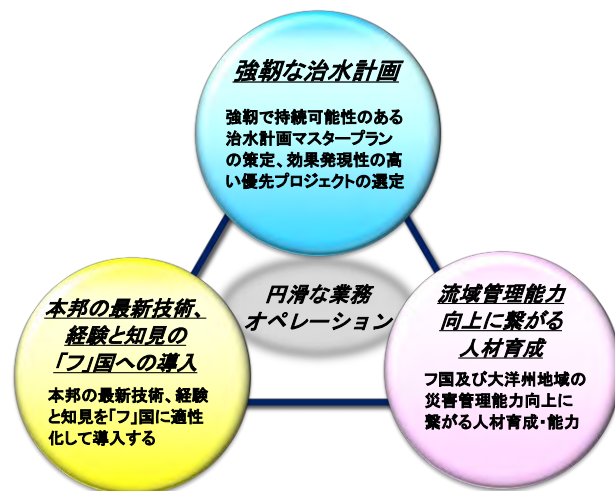 強靭な治水計画
強靭で持続可能性のある
治水計画マスタープラン
の策定、効果発現性の高
い優先プロジェクトの選定
円滑な業務
オペレーション
本邦の最新技術、
経験と知見の
「フ」国への導入
本邦の最新技術、経験
と知見を「フ」国に適性
化して導入する
流域管理能力
向上に繋がる
人材育成
フ国及び大洋州地域の
災害管理能力向上に
繋がる人材育成・能力